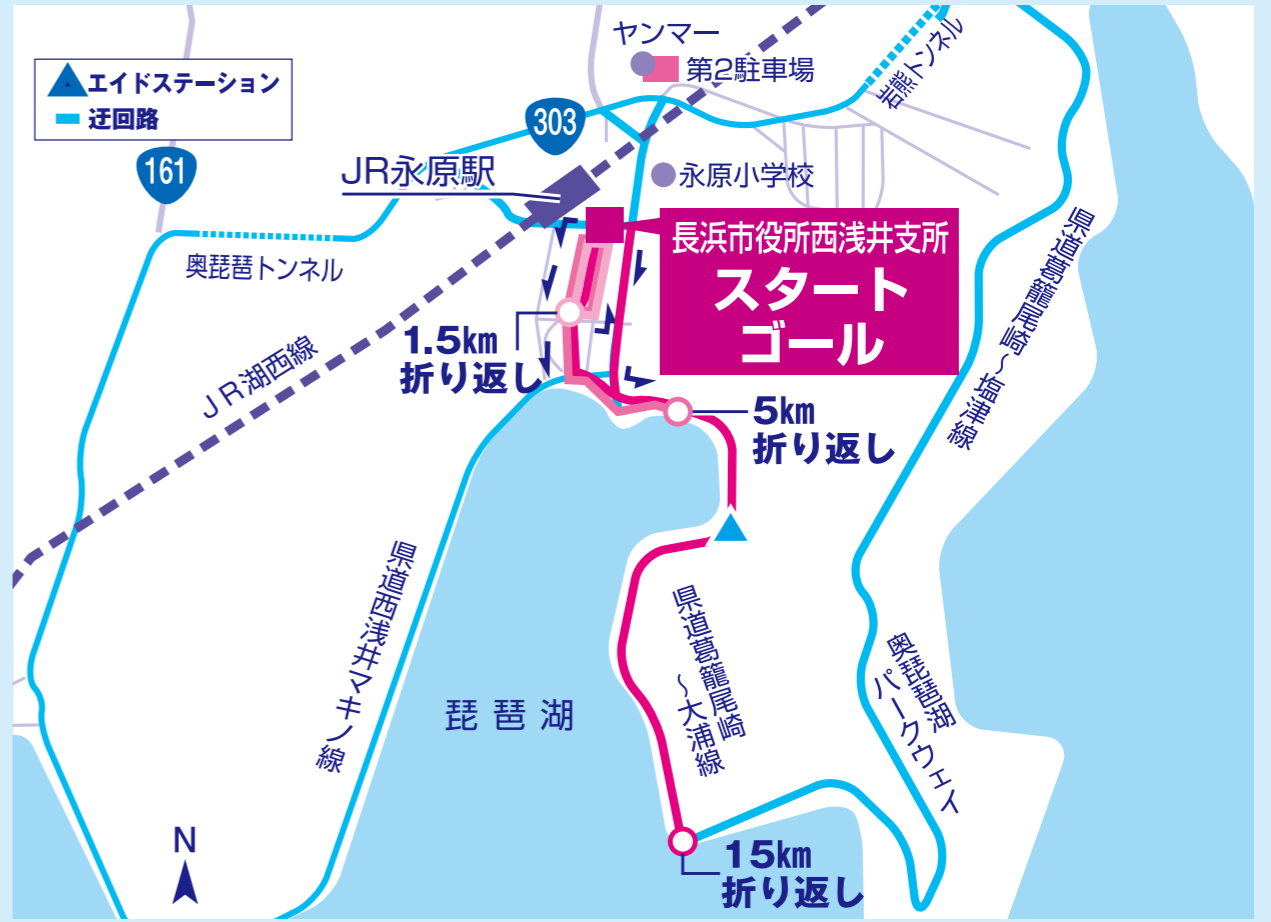 エイドステーション
迂回路
161
303
ヤンマー
第2駐車場
岩熊トンネル
JR永原駅
永原小学校
長浜市役所西浅井支所
スタート
ゴール
奥琵琶トンネル
県道葛籠尾崎〜塩津線
1.5km
折り返し
JR湖西線
5km
折り返し
県道西浅井マキノ線
県道葛籠尾崎
〜大浦線
奥琵琶湖
パークウェイ
琵琶湖
N
15km
折り返し